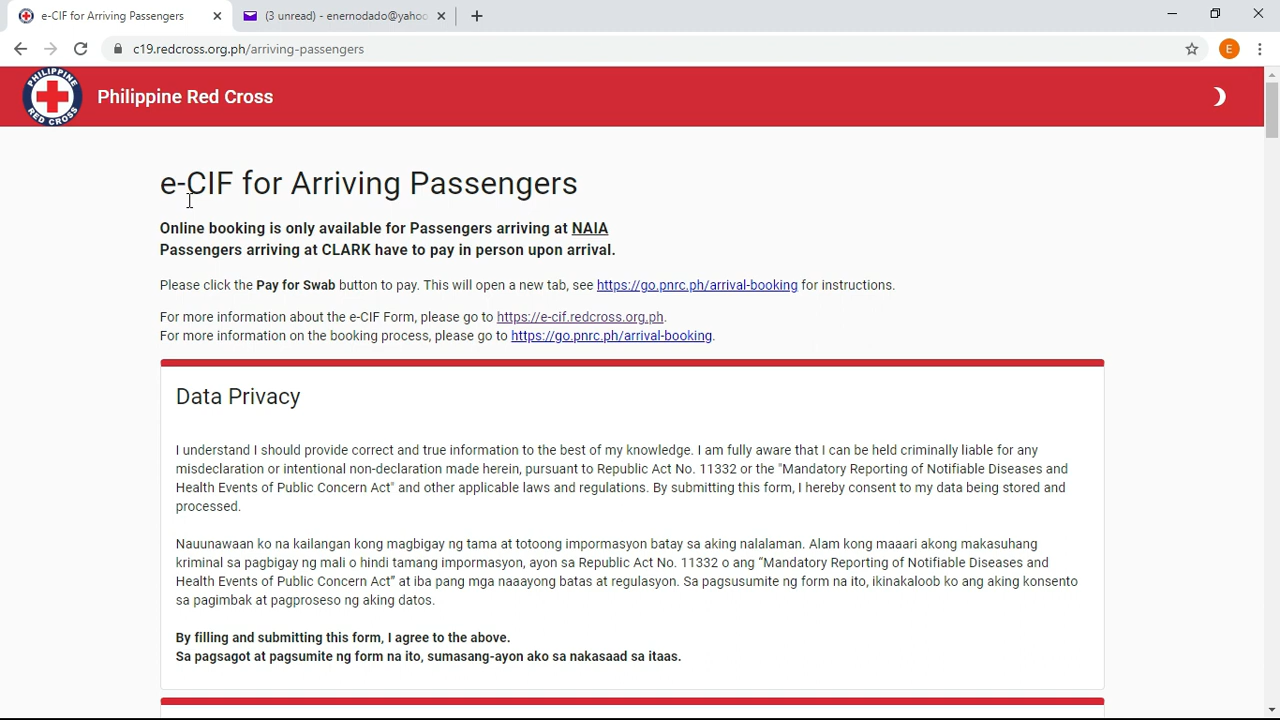 e-CIF for Arriving Passengers
(3 unread) - enernodado@yahoo
c19.redcross.org.ph/arriving-passengers
E
PHILIPPINE RED CROSS
Philippine Red Cross
e-CIF for Arriving Passengers
Online booking is only available for Passengers arriving at NAIA
Passengers arriving at CLARK have to pay in person upon arrival.
Please click the Pay for Swab button to pay. This will open a new tab, see https://go.pnrc.ph/arrival-booking for instructions.
For more information about the e-CIF Form, please go to https://e-cif.redcross.org.ph.
For more information on the booking process, please go to https://go.pnrc.ph/arrival-booking.
Data Privacy
I understand I should provide correct and true information to the best of my knowledge. I am fully aware that I can be held criminally liable for any
misdeclaration or intentional non-declaration made herein, pursuant to Republic Act No. 11332 or the "Mandatory Reporting of Notifiable Diseases and
Health Events of Public Concern Act" and other applicable laws and regulations. By submitting this form, I hereby consent to my data being stored and
processed.
Nauunawaan ko na kailangan kong magbigay ng tama at totoong impormasyon batay sa aking nalalaman. Alam kong maaari akong makasuhang
kriminal sa pagbigay ng mali o hindi tamang impormasyon, ayon sa Republic Act No. 11332 o ang “Mandatory Reporting of Notifiable Diseases and
Health Events of Public Concern Act” at iba pang mga naaayong batas at regulasyon. Sa pagsusumite ng form na ito, ikinakaloob ko ang aking konsento
sa pagimbak at pagproseso ng aking datos.
By filling and submitting this form, I agree to the above.
Sa pagsagot at pagsumite ng form na ito, sumasang-ayon ako sa nakasaad sa itaas.